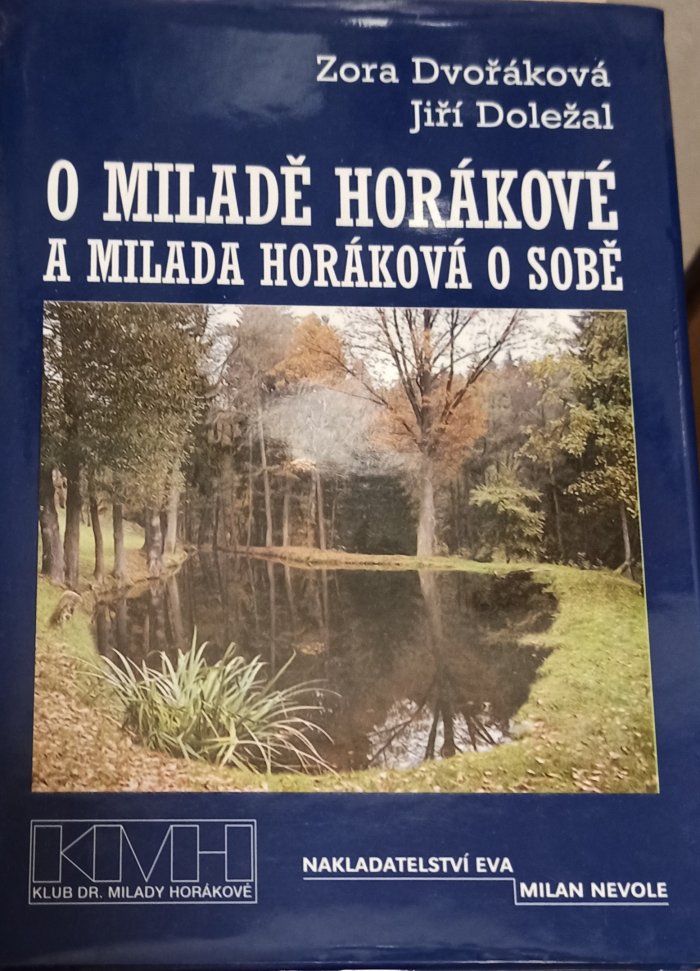 Zora Dvořáková
Jiří Doležal
O MILADĚ HORÁKOVÉ
A MILADA HORÁKOVÁ O SOBĚ
KMH
KLUB DR. MILADY HORÁKOVÉ
NAKLADATELSTVÍ EVA
MILAN NEVOLE